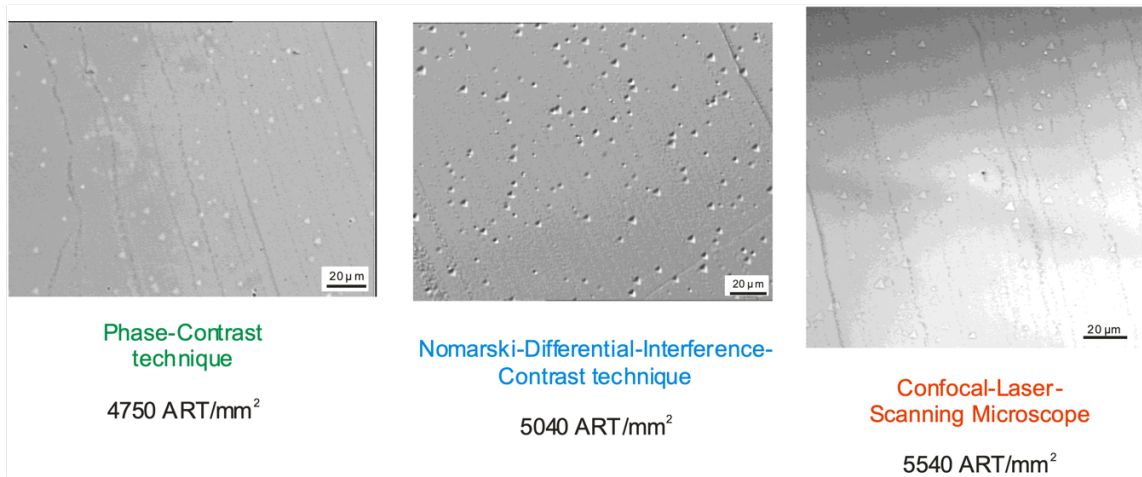 20 µm
Phase-Contrast
technique
4750 ART/mm²
20 µm
Nomarski-Differential-Interference-
Contrast technique
5040 ART/mm²
20 µm
Confocal-Laser-
Scanning Microscope
5540 ART/mm²